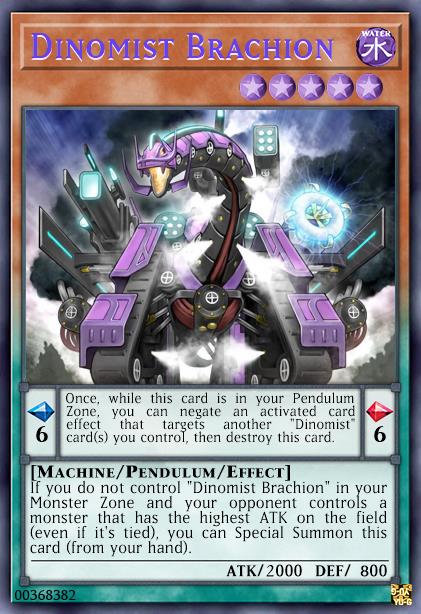 Dinomist Brachion
WATER
水
Once, while this card is in your Pendulum
Zone, you can negate an activated card
effect that targets another "Dinomist"
card(s) you control, then destroy this card.
6
6
[Machine/Pendulum/Effect]
If you do not control "Dinomist Brachion" in your
Monster Zone and your opponent controls a
monster that has the highest ATK on the field
(even if it's tied), you can Special Summon this
card (from your hand).
ATK/2000 DEF/ 800
00368382